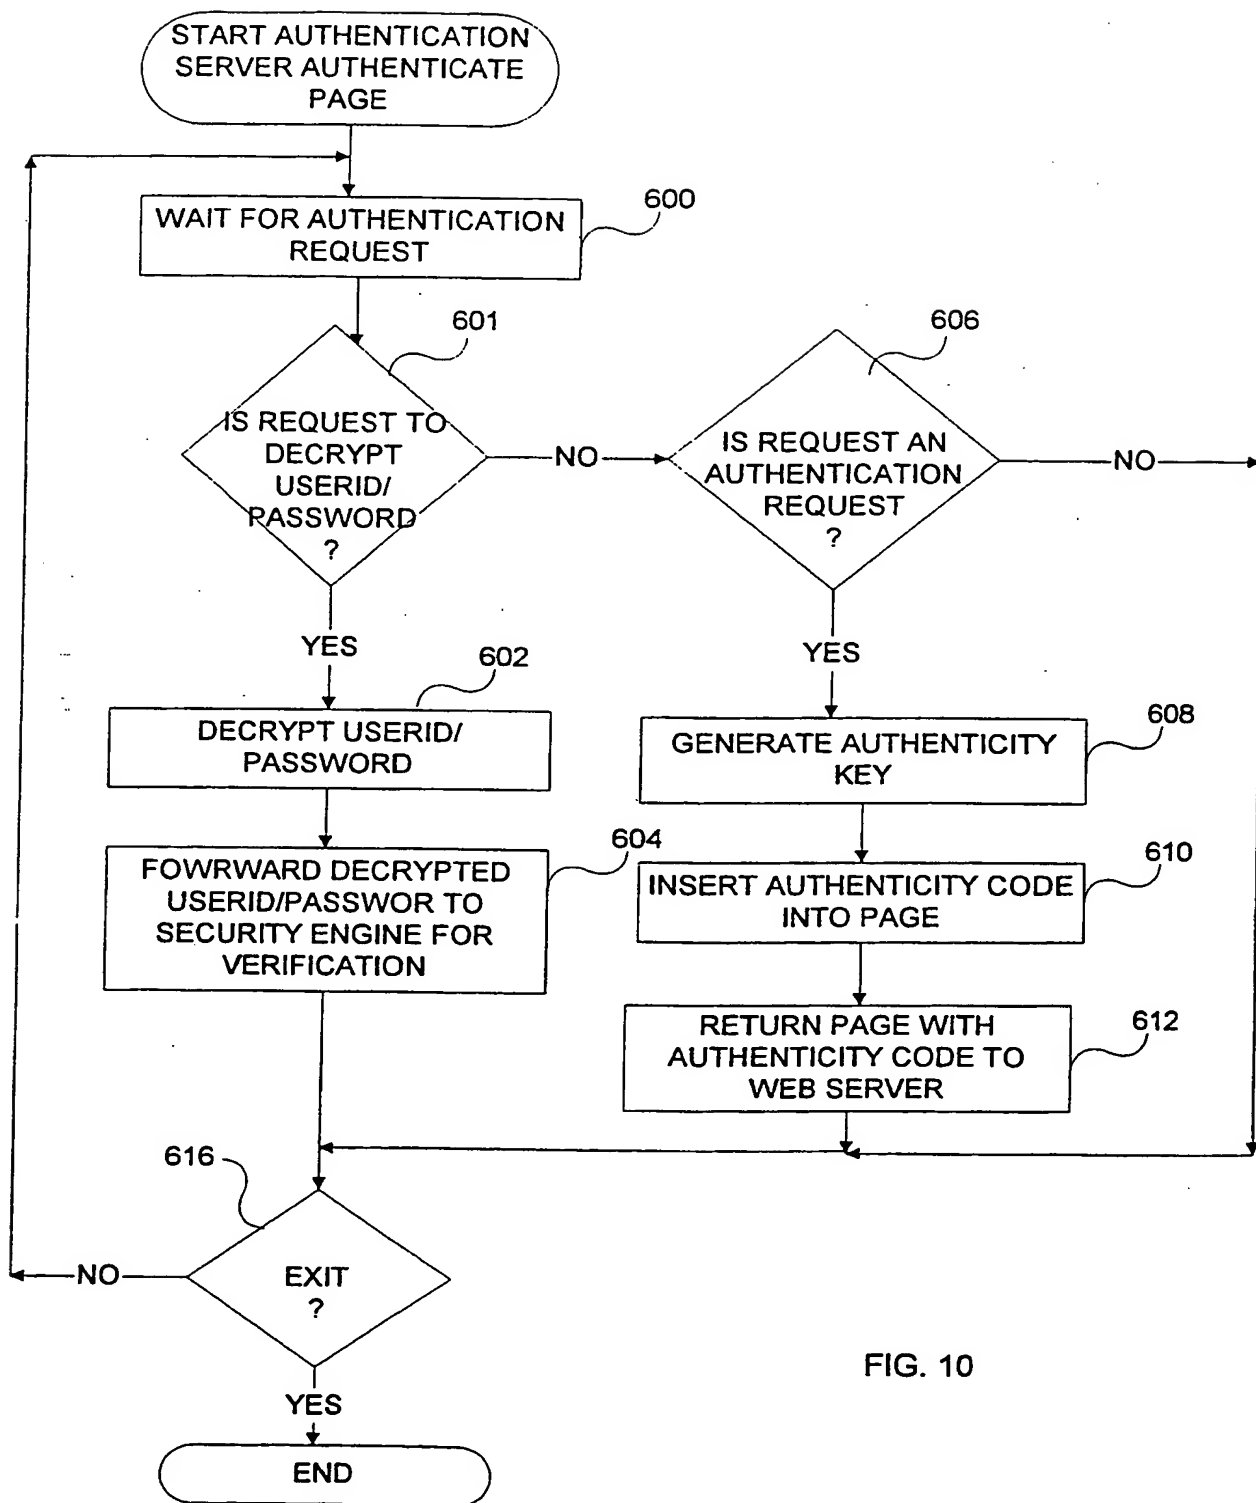 START AUTHENTICATION
SERVER AUTHENTICATE
PAGE
WAIT FOR AUTHENTICATION
REQUEST
600
601
IS REQUEST TO
DECRYPT
USERID/
PASSWORD
?
NO
606
IS REQUEST AN
AUTHENTICATION
REQUEST
?
NO
YES
YES
602
DECRYPT USERID/
PASSWORD
608
GENERATE AUTHENTICITY
KEY
604
FOWRWARD DECRYPTED
USERID/PASSWOR TO
SECURITY ENGINE FOR
VERIFICATION
610
INSERT AUTHENTICITY CODE
INTO PAGE
612
RETURN PAGE WITH
AUTHENTICITY CODE TO
WEB SERVER
616
EXIT
?
NO
YES
END
FIG. 10